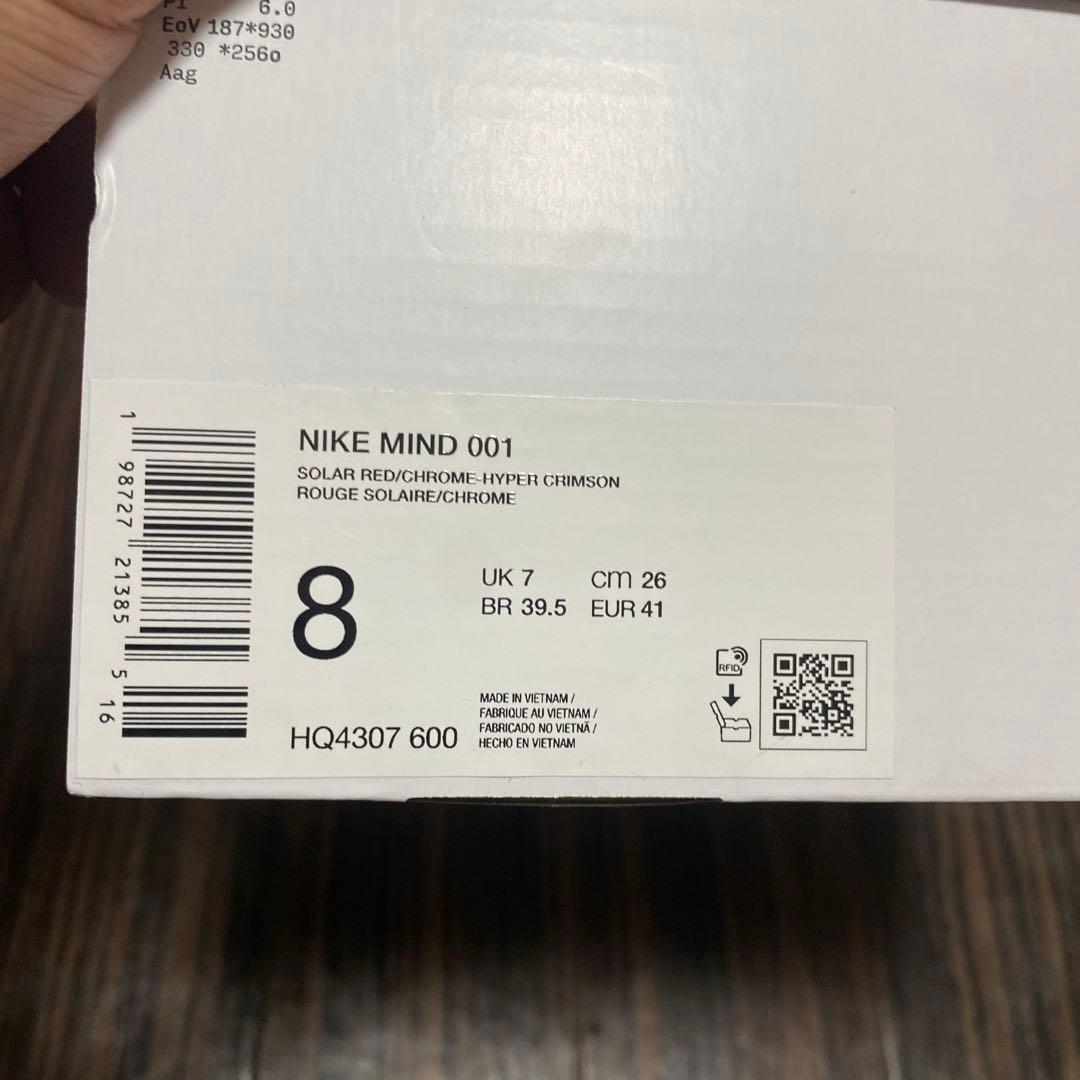 6.0
EoV 187*930
330 *256o
Aag
NIKE MIND 001
SOLAR RED/CHROME-HYPER CRIMSON
ROUGE SOLAIRE/CHROME
8
UK 7 cm 26
BR 39.5 EUR 41
MADE IN VIETNAM /
FABRIQUE AU VIETNAM /
FABRICADO NO VIETNÃ /
HECHO EN VIETNAM
HQ4307 600
RFID
1 98727 21385 5 16